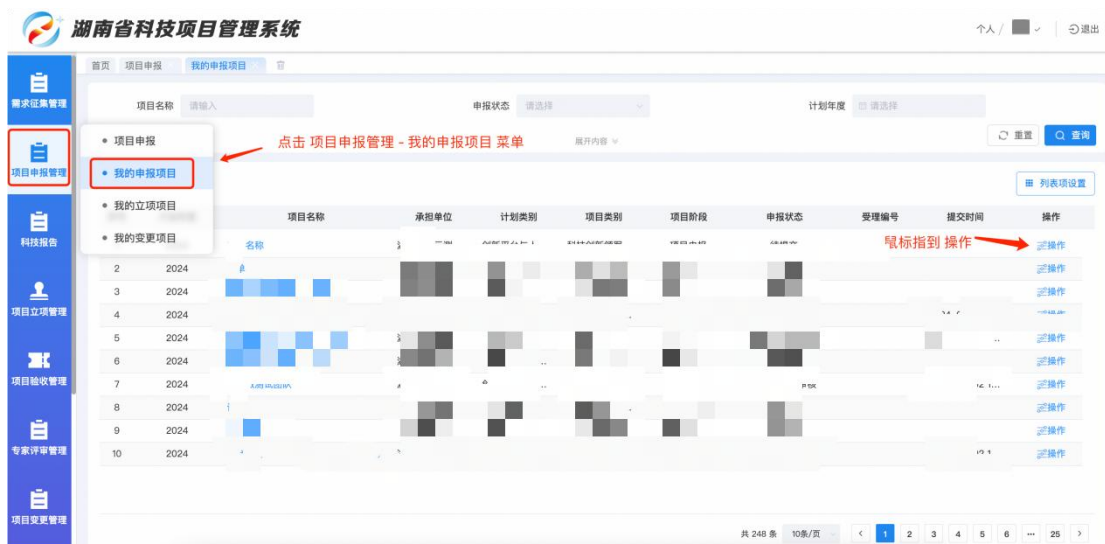 湖南省科技项目管理系统
个人 / 退出
首页 项目申报 我的申报项目
需求征集管理
项目名称 请输入 申报状态 请选择 计划年度 请选择
项目申报
点击 项目申报管理 - 我的申报项目 菜单
展开内容
重置 查询
项目申报管理
我的申报项目
列表项设置
我的立项项目
项目名称 承担单位 计划类别 项目类别 项目阶段 申报状态 受理编号 提交时间 操作
科技报告
我的变更项目
名称
鼠标指到 操作
操作
2 2024 操作
3 2024 操作
项目立项管理
4 2024
5 2024 操作
6 2024 操作
项目验收管理
7 2024 操作
8 2024 操作
9 2024 操作
专家评审管理
10 2024 操作
项目变更管理
共 248 条 10条/页 < 1 2 3 4 5 6 ··· 25 >